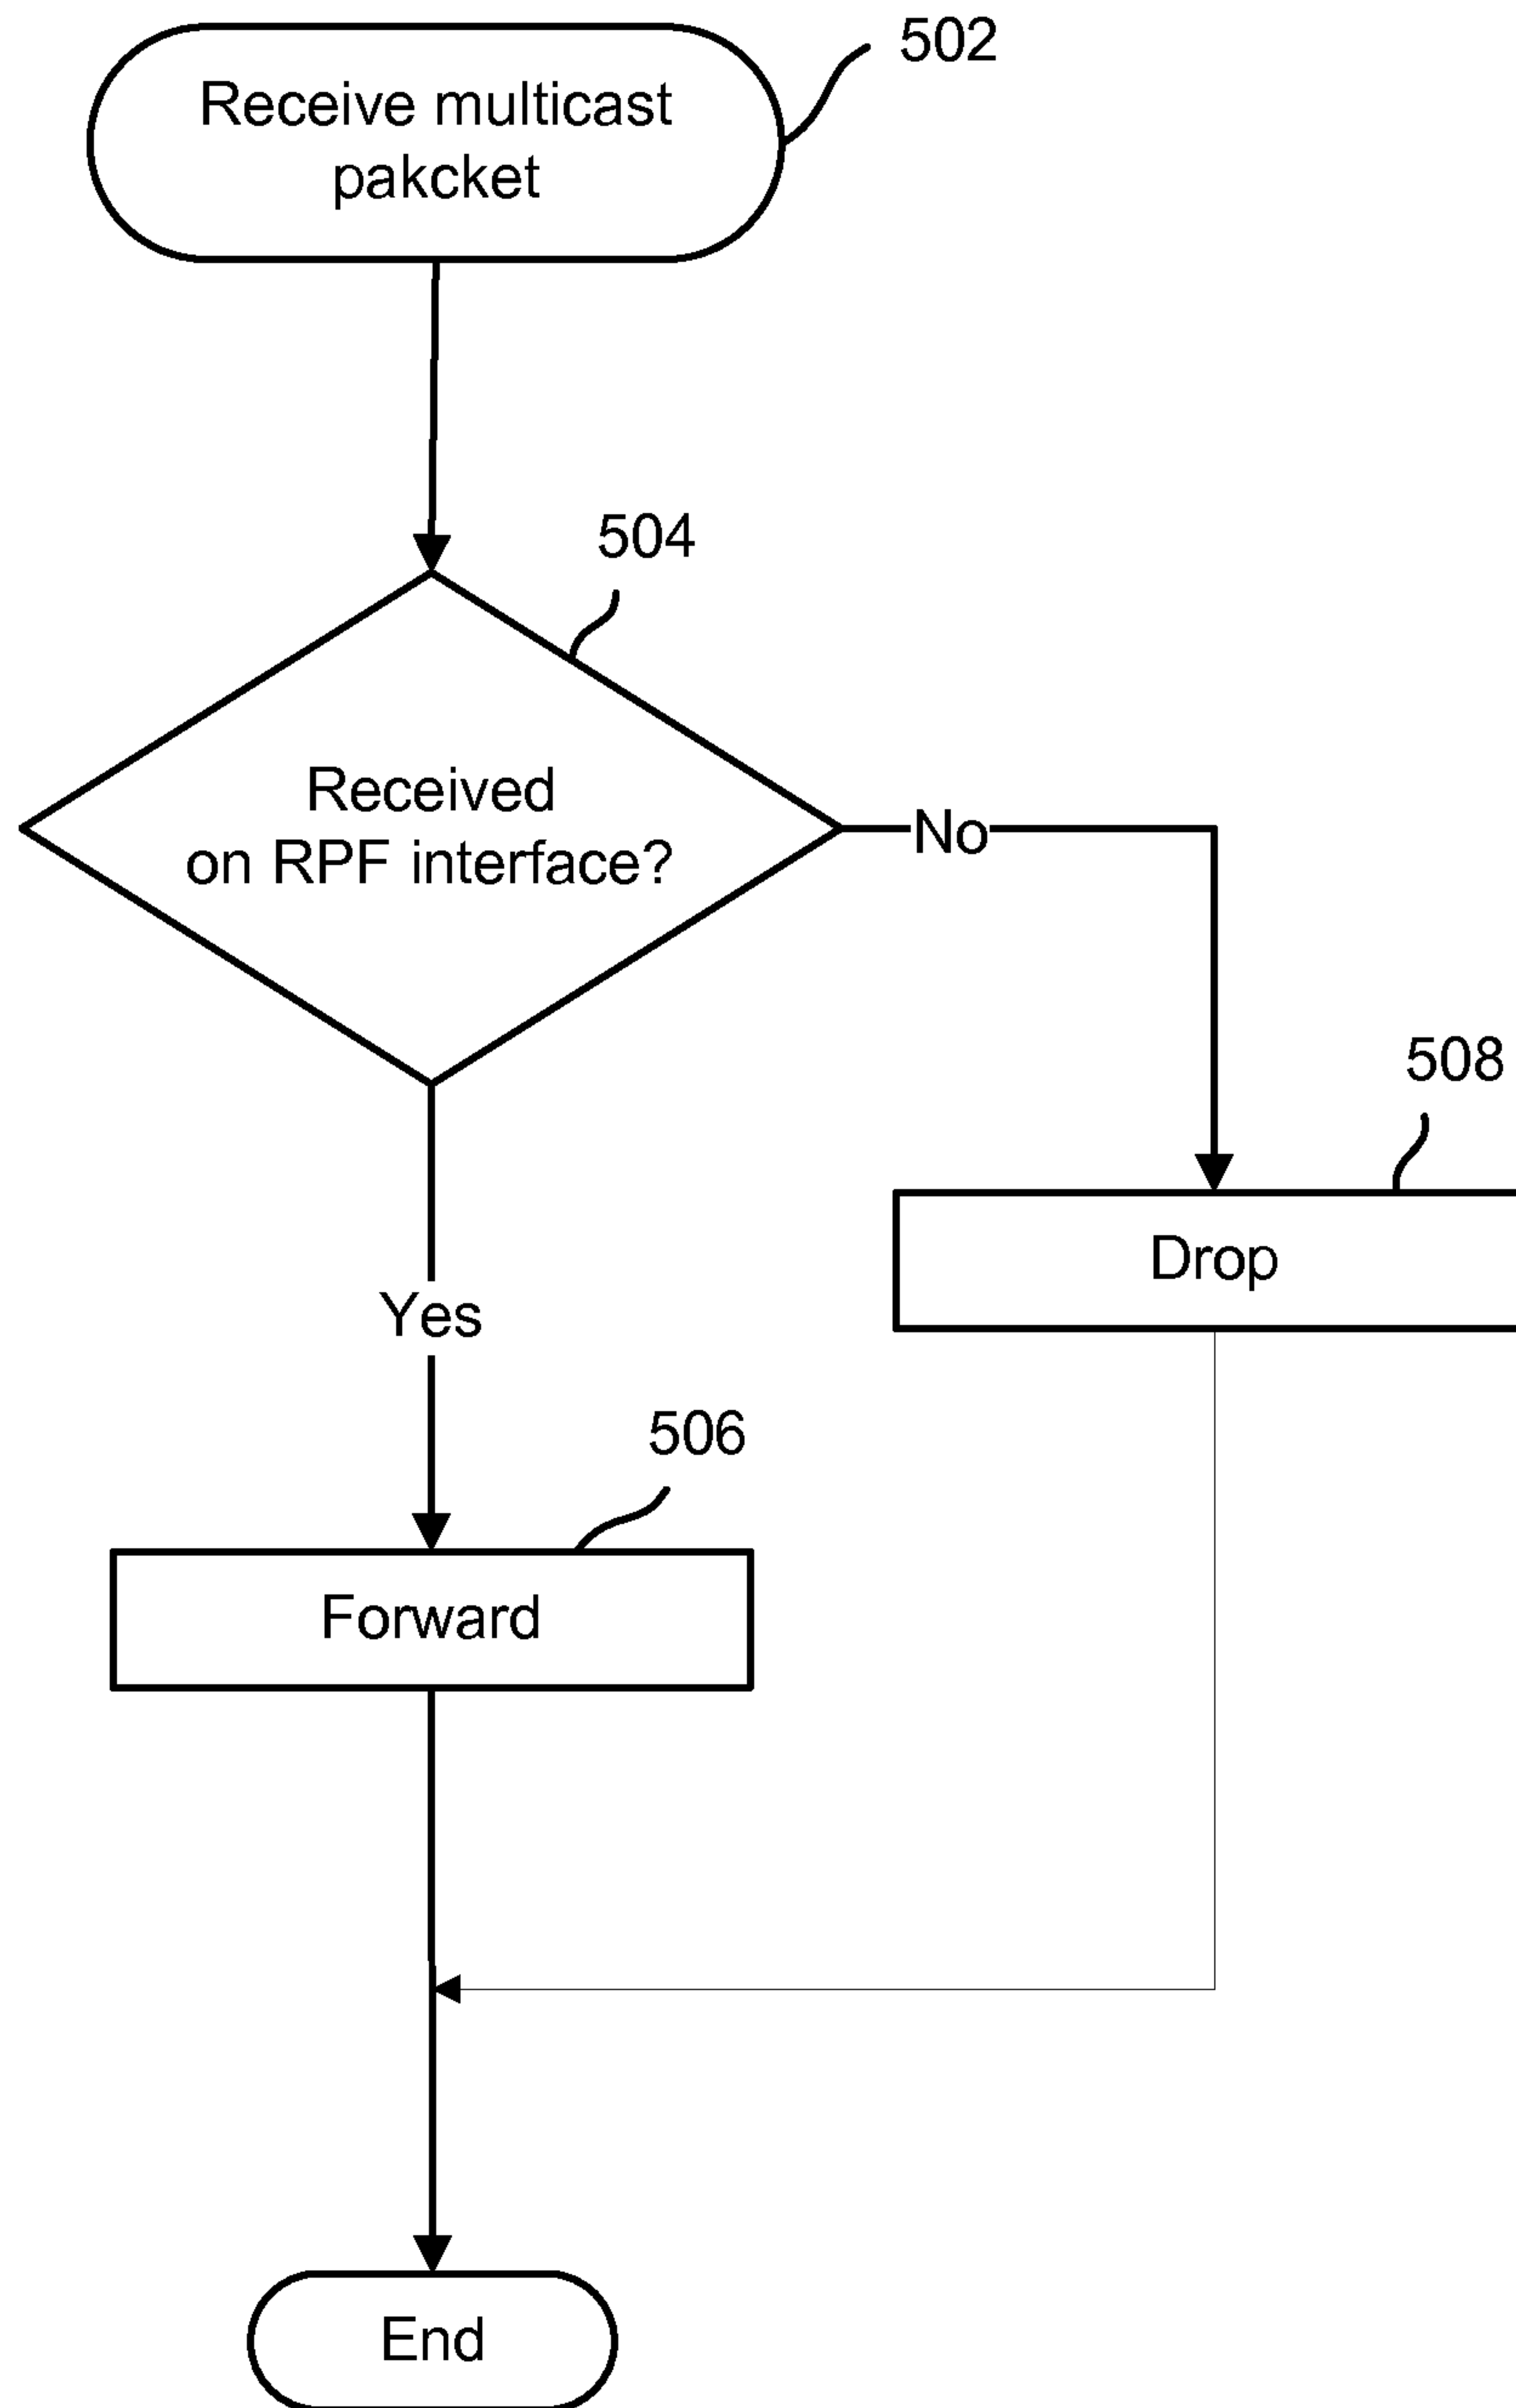 502
Receive multicast
pakcket
504
Received
on RPF interface?
No
508
Drop
Yes
506
Forward
End